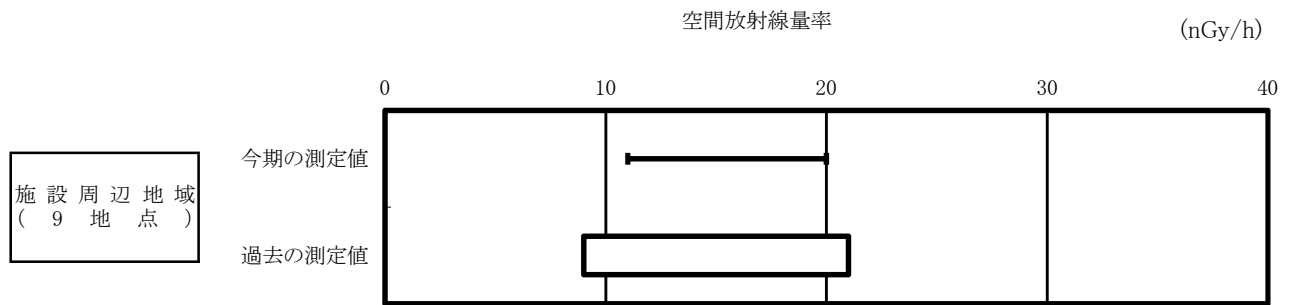 空間放射線量率
(nGy/h)
0 10 20 30 40
今期の測定値
施設周辺地域
(9地点)
過去の測定値